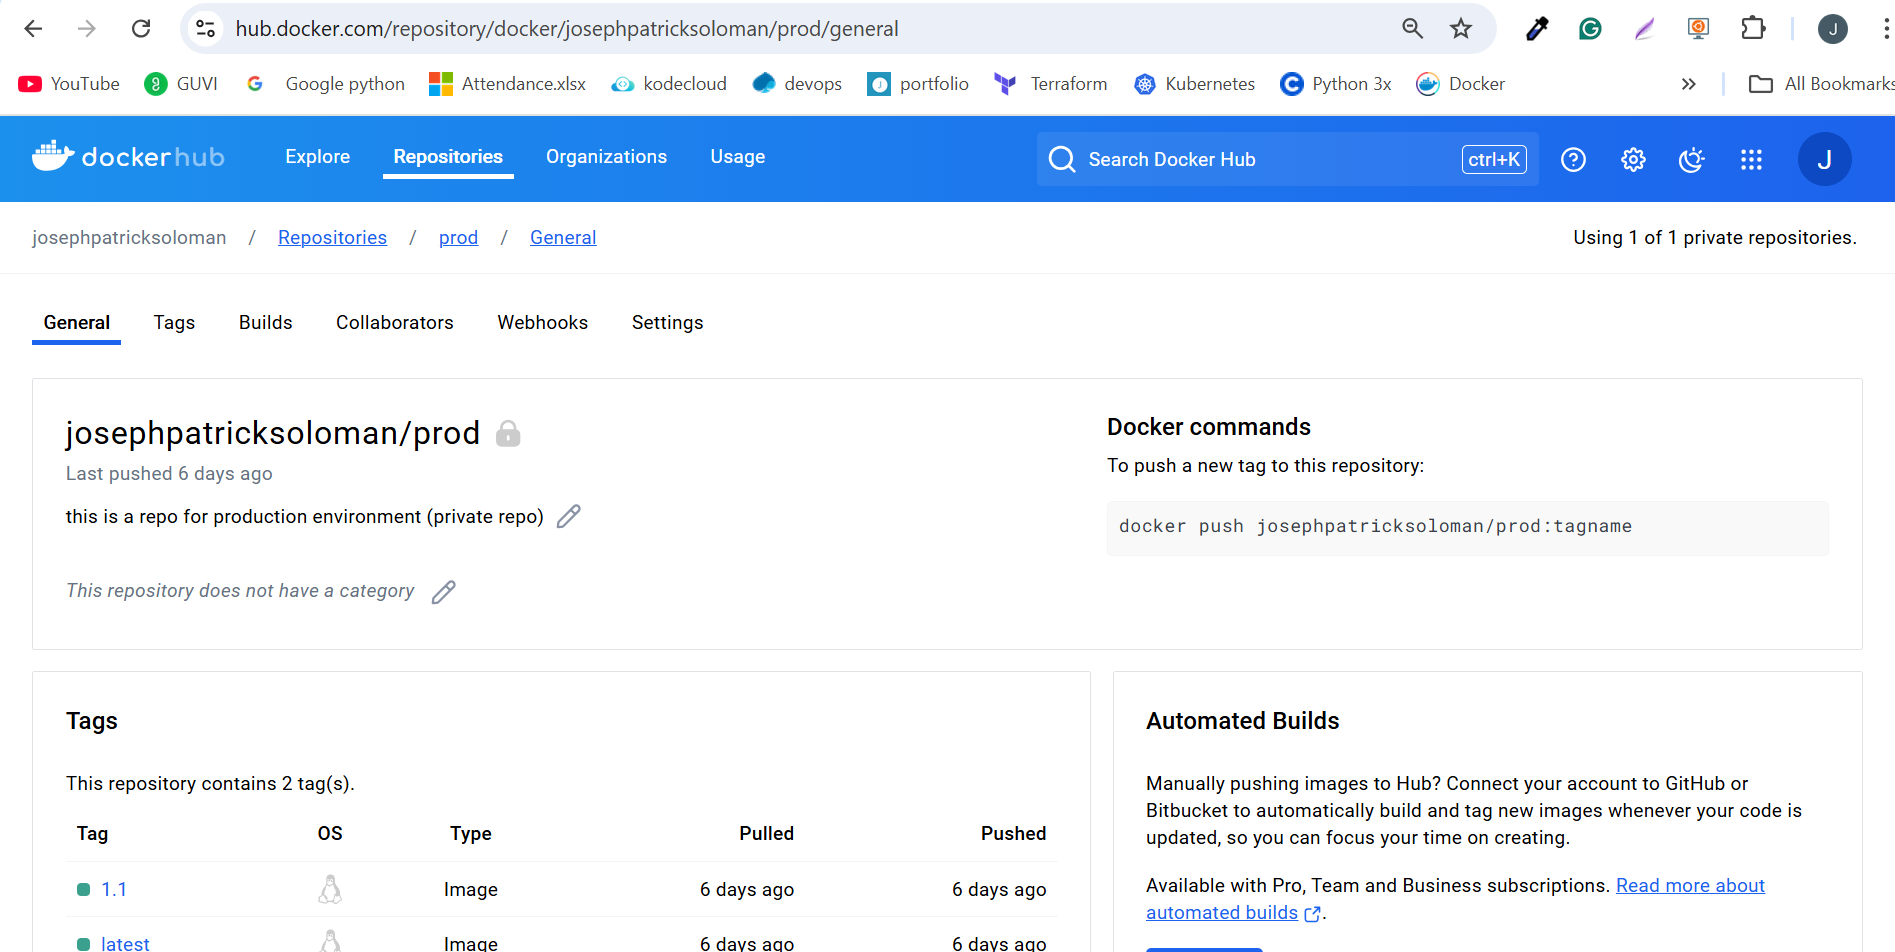 hub.docker.com/repository/docker/josephpatricksoloman/prod/general
J
YouTube GUVI Google python Attendance.xlsx kodecloud devops portfolio Terraform Kubernetes Python 3x Docker » All Bookmarks
dockerhub Explore Repositories Organizations Usage Search Docker Hub ctrl+K J
josephpatricksoloman / Repositories / prod / General Using 1 of 1 private repositories.
General Tags Builds Collaborators Webhooks Settings
josephpatricksoloman/prod
Last pushed 6 days ago
this is a repo for production environment (private repo)
This repository does not have a category
Docker commands
To push a new tag to this repository:
docker push josephpatricksoloman/prod:tagname
Tags
This repository contains 2 tag(s).
Tag OS Type Pulled Pushed
1.1 Image 6 days ago 6 days ago
latest Image 6 days ago 6 days ago
Automated Builds
Manually pushing images to Hub? Connect your account to GitHub or
Bitbucket to automatically build and tag new images whenever your code is
updated, so you can focus your time on creating.
Available with Pro, Team and Business subscriptions. Read more about
automated builds.